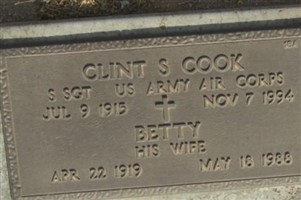 CLINT S COOK
S SGT US ARMY AIR CORPS
JUL 9 1915 NOV 7 1994
BETTY
HIS WIFE
APR 22 1919 MAY 18 1988